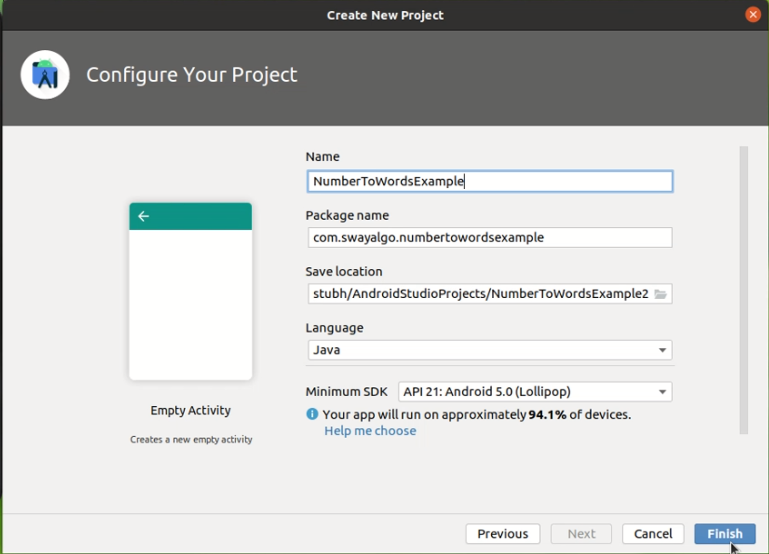 Create New Project
Configure Your Project
Name
NumberToWordsExample
Package name
com.swayalgo.numbertowordsexample
Save location
stubh/AndroidStudioProjects/NumberToWordsExample2
Language
Java
Minimum SDK API 21: Android 5.0 (Lollipop)
Your app will run on approximately 94.1% of devices.
Help me choose
Empty Activity
Creates a new empty activity
Previous Next Cancel Finish